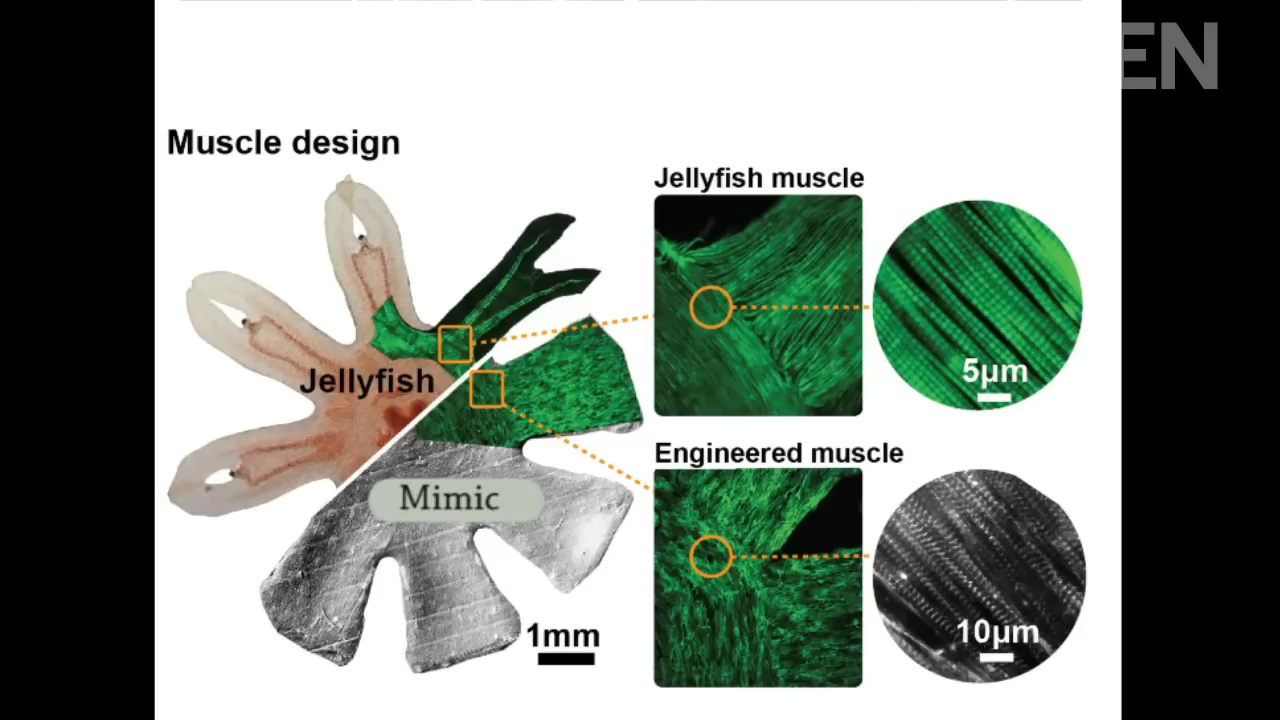 EN
Muscle design
Jellyfish muscle
5µm
Jellyfish
Engineered muscle
Mimic
10µm
1mm